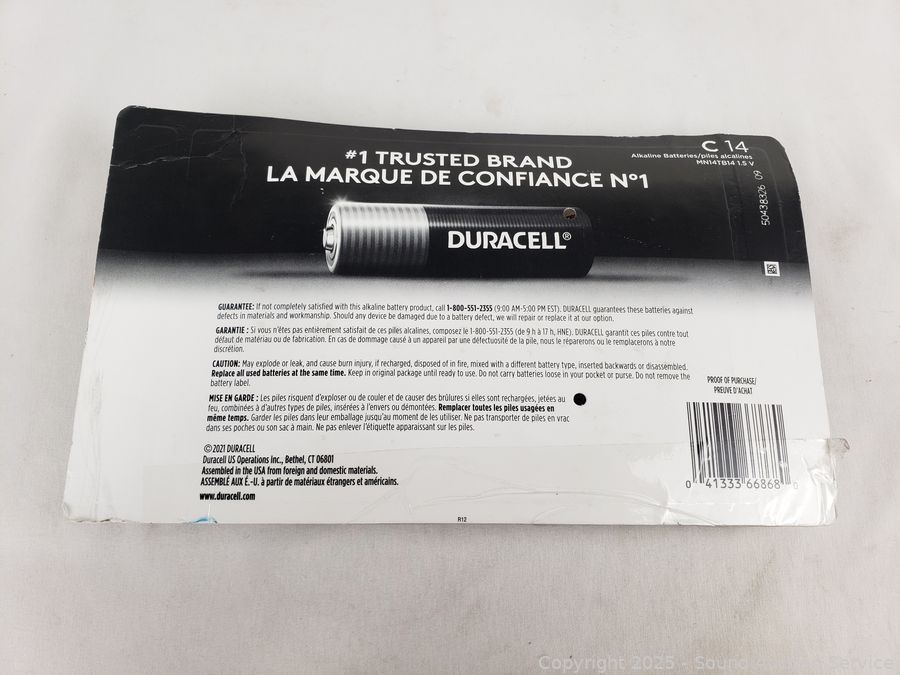 C 14
Alkaline Batteries/piles alcalines
MN14TB14 1.5 V
#1 TRUSTED BRAND
LA MARQUE DE CONFIANCE Nº1
50438326 09
DURACELL®
GUARANTEE: If not completely satisfied with this alkaline battery product, call 1-800-551-2355 (9:00 AM-5:00 PM EST). DURACELL guarantees these batteries against
defects in materials and workmanship. Should any device be damaged due to a battery defect, we will repair or replace it at our option.
GARANTIE : Si vous n'êtes pas entièrement satisfait de ces piles alcalines, composez le 1-800-551-2355 (de 9 h à 17 h, HNE). DURACELL garantit ces piles contre tout
défaut de matériau ou de fabrication. En cas de dommage causé à un appareil par une défectuosité de la pile, nous le réparerons ou le remplacerons à notre
discrétion.
CAUTION: May explode or leak, and cause burn injury, if recharged, disposed of in fire, mixed with a different battery type, inserted backwards or disassembled.
Replace all used batteries at the same time. Keep in original package until ready to use. Do not carry batteries loose in your pocket or purse. Do not remove the
battery label.
MISE EN GARDE : Les piles risquent d'exploser ou de couler et de causer des brûlures si elles sont rechargées, jetées au
feu, combinées à d'autres types de piles, insérées à l'envers ou démontées. Remplacer toutes les piles usagées en
même temps. Garder les piles dans leur emballage jusqu'au moment de les utiliser. Ne pas transporter de piles en vrac
dans ses poches ou son sac à main. Ne pas enlever l'étiquette apparaissant sur les piles.
PROOF OF PURCHASE/
PREUVE D'ACHAT
©2021 DURACELL
Duracell US Operations Inc., Bethel, CT 06801
Assembled in the USA from foreign and domestic materials.
ASSEMBLÉ AUX É.-U. à partir de matériaux étrangers et américains.
www.duracell.com
0 41333 66868 0
R12
Copyright 2025 - Sound Auction Service